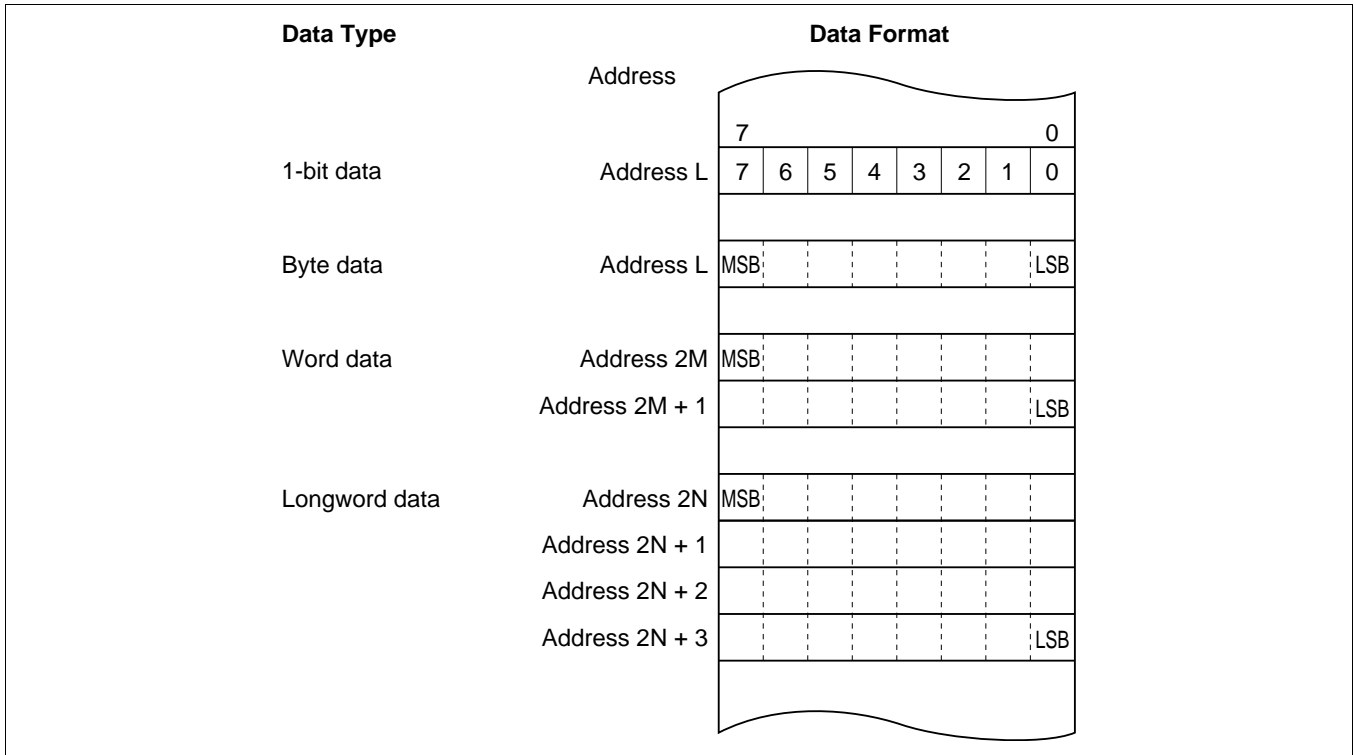 Data Type Data Format
Address
7 0
1-bit data Address L 7 6 5 4 3 2 1 0
Byte data Address L MSB LSB
Word data Address 2M MSB
Address 2M + 1 LSB
Longword data Address 2N MSB
Address 2N + 1
Address 2N + 2
Address 2N + 3 LSB